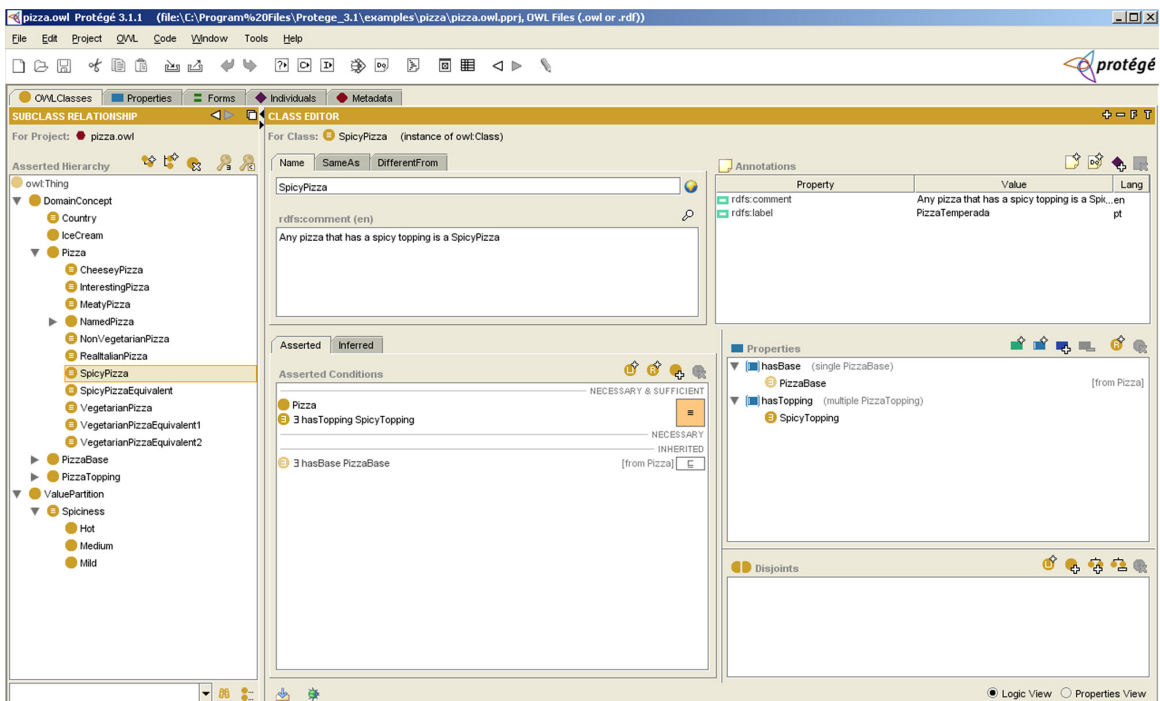 pizza.owl Protégé 3.1.1 (file:\C:\Program%20Files\Protege_3.1\examples\pizza\pizza.owl.pprj, OWL Files (.owl or .rdf))
File Edit Project OWL Code Window Tools Help
protégé
OWLClasses Properties Forms Individuals Metadata
SUBCLASS RELATIONSHIP
For Project: pizza.owl
Asserted Hierarchy
owl:Thing
DomainConcept
Country
IceCream
Pizza
CheeseyPizza
InterestingPizza
MeatyPizza
NamedPizza
NonVegetarianPizza
RealItalianPizza
SpicyPizza
SpicyPizzaEquivalent
VegetarianPizza
VegetarianPizzaEquivalent1
VegetarianPizzaEquivalent2
PizzaBase
PizzaTopping
ValuePartition
Spiciness
Hot
Medium
Mild
CLASS EDITOR
For Class: SpicyPizza (instance of owl:Class)
Name SameAs DifferentFrom
SpicyPizza
rdfs:comment (en)
Any pizza that has a spicy topping is a SpicyPizza
Annotations
Property Value Lang
rdfs:comment Any pizza that has a spicy topping is a Spic... en
rdfs:label PizzaTemperada pt
Asserted Inferred
Asserted Conditions
NECESSARY & SUFFICIENT
Pizza
∃ hasTopping SpicyTopping
≡
NECESSARY
INHERITED
∃ hasBase PizzaBase [from Pizza] ⊑
Properties
hasBase (single PizzaBase)
PizzaBase [from Pizza]
hasTopping (multiple PizzaTopping)
SpicyTopping
Disjoints
Logic View Properties View